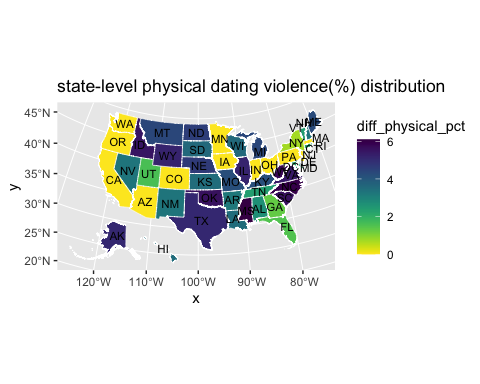 state-level physical dating violence(%) distribution
45°N
40°N
35°N
30°N
25°N
20°N
y
WA
MT
ND
MN
OR
ID
SD
WI
MI
NY
MA
RI
WY
IA
NE
PA
NV
UT
CO
IL
IN
OH
MD
CA
KS
MO
KY
AZ
NM
OK
AR
TN
NC
TX
LA
MS
AL
GA
SC
FL
AK
HI
120°W 110°W 100°W 90°W 80°W
x
diff_physical_pct
6
4
2
0